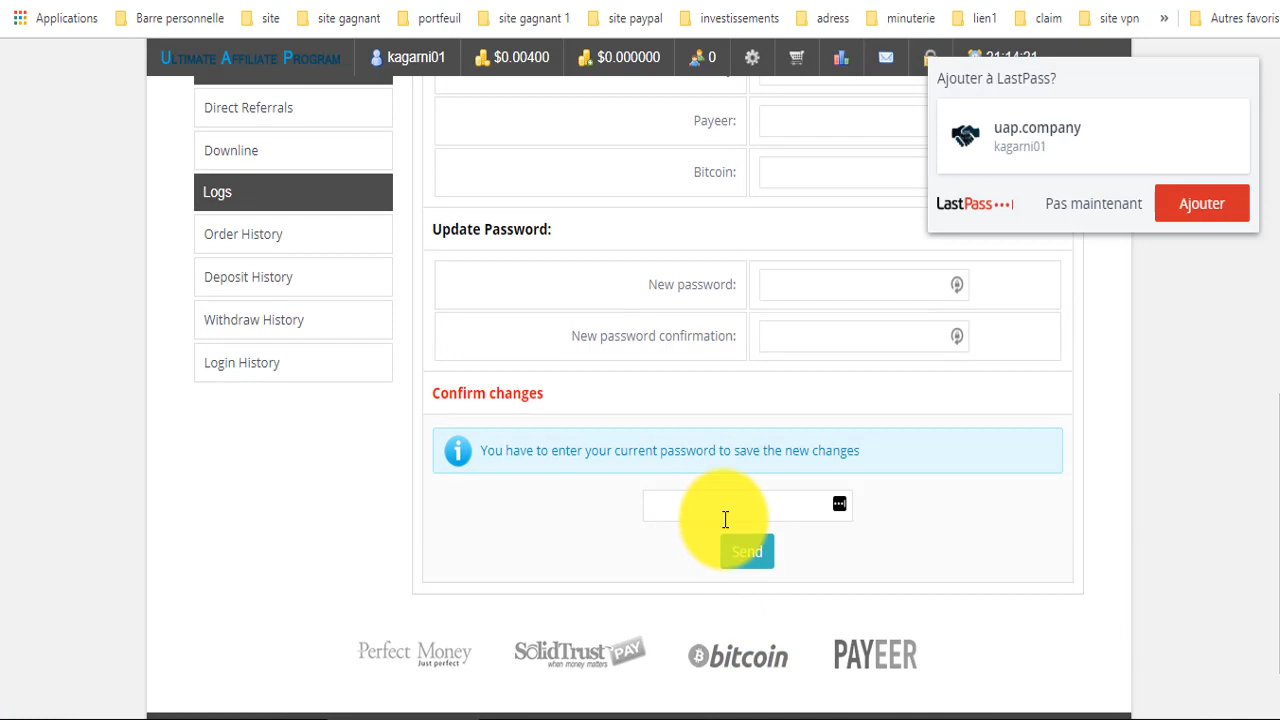 Applications Barre personnelle site site gagnant portfeuil site gagnant 1 site paypal investissements adress minuterie lien1 claim site vpn » Autres favoris
ULTIMATE AFFILIATE PROGRAM kagarni01 $0.00400 $0.000000 0 21:14:21
Ajouter à LastPass?
uap.company
kagarni01
LastPass Pas maintenant Ajouter
Direct Referrals
Downline
Logs
Order History
Deposit History
Withdraw History
Login History
Payeer:
Bitcoin:
Update Password:
New password:
New password confirmation:
Confirm changes
You have to enter your current password to save the new changes
Send
Perfect Money
Just perfect
SolidTrust PAY
when money matters
bitcoin
PAYEER